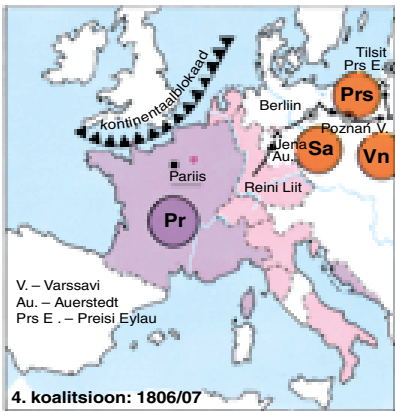 kontinentaalblokaad
Tilsit
Prs E.
Prs
Berliin
Poznań V.
Jena
Au.
Sa
Vn
Pariis
Reini Liit
Pr
V. – Varssavi
Au. – Auerstedt
Prs E . – Preisi Eylau
4. koalitsioon: 1806/07